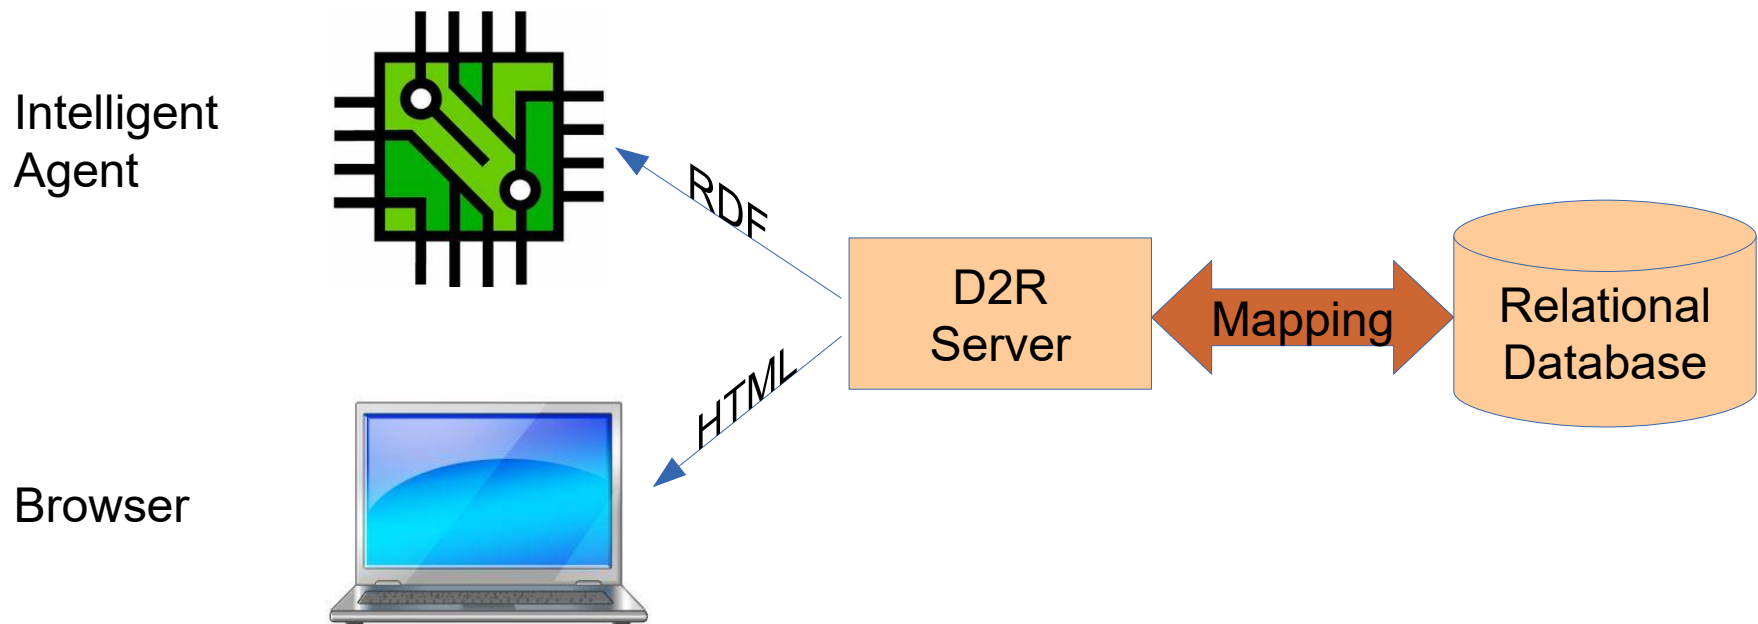 Intelligent
Agent
RDF
D2R
Server
Mapping
Relational
Database
HTML
Browser